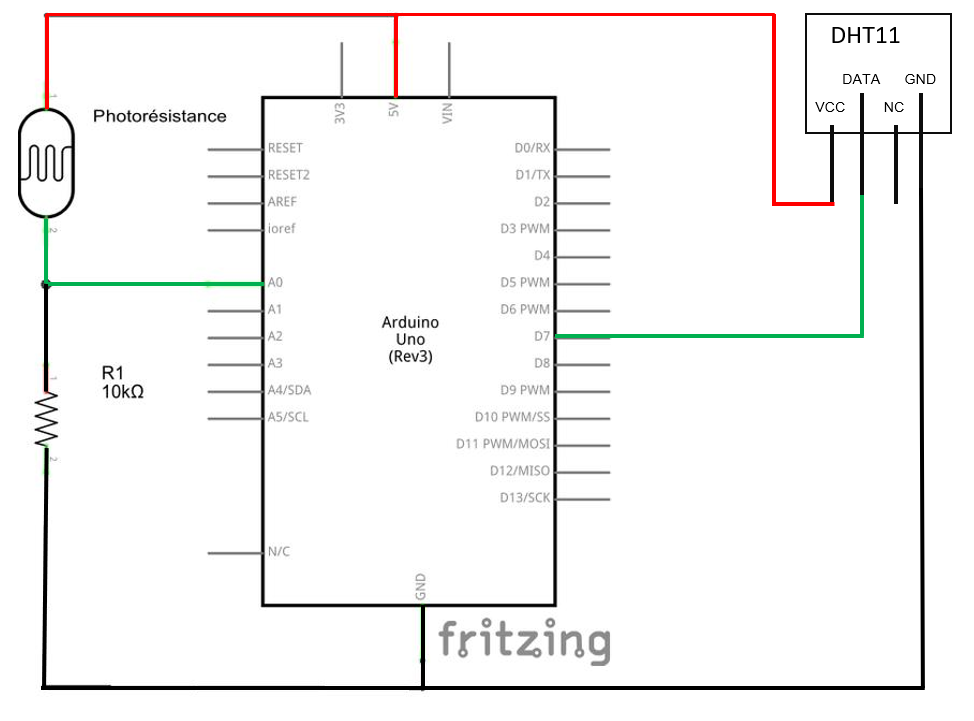 DHT11
DATA
GND
VCC
NC
Photorésistance
3V3
5V
VIN
1
RESET
D0/RX
RESET2
D1/TX
AREF
D2
ioref
D3 PWM
2
D4
A0
D5 PWM
A1
D6 PWM
Arduino
Uno
(Rev3)
A2
D7
A3
D8
R1
10kΩ
1
A4/SDA
D9 PWM
A5/SCL
D10 PWM/SS
D11 PWM/MOSI
2
D12/MISO
D13/SCK
N/C
GND
fritzing